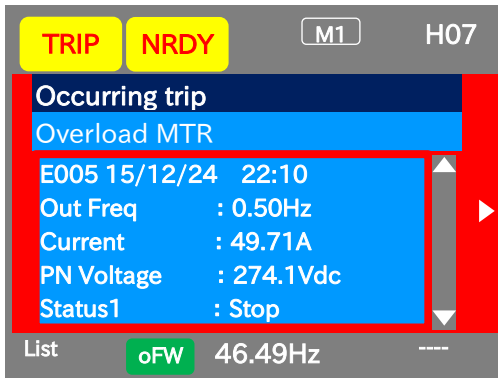 TRIP NRDY M1 H07
Occurring trip
Overload MTR
E005 15/12/24 22:10
Out Freq : 0.50Hz
Current : 49.71A
PN Voltage : 274.1Vdc
Status1 : Stop
List oFW 46.49Hz ----